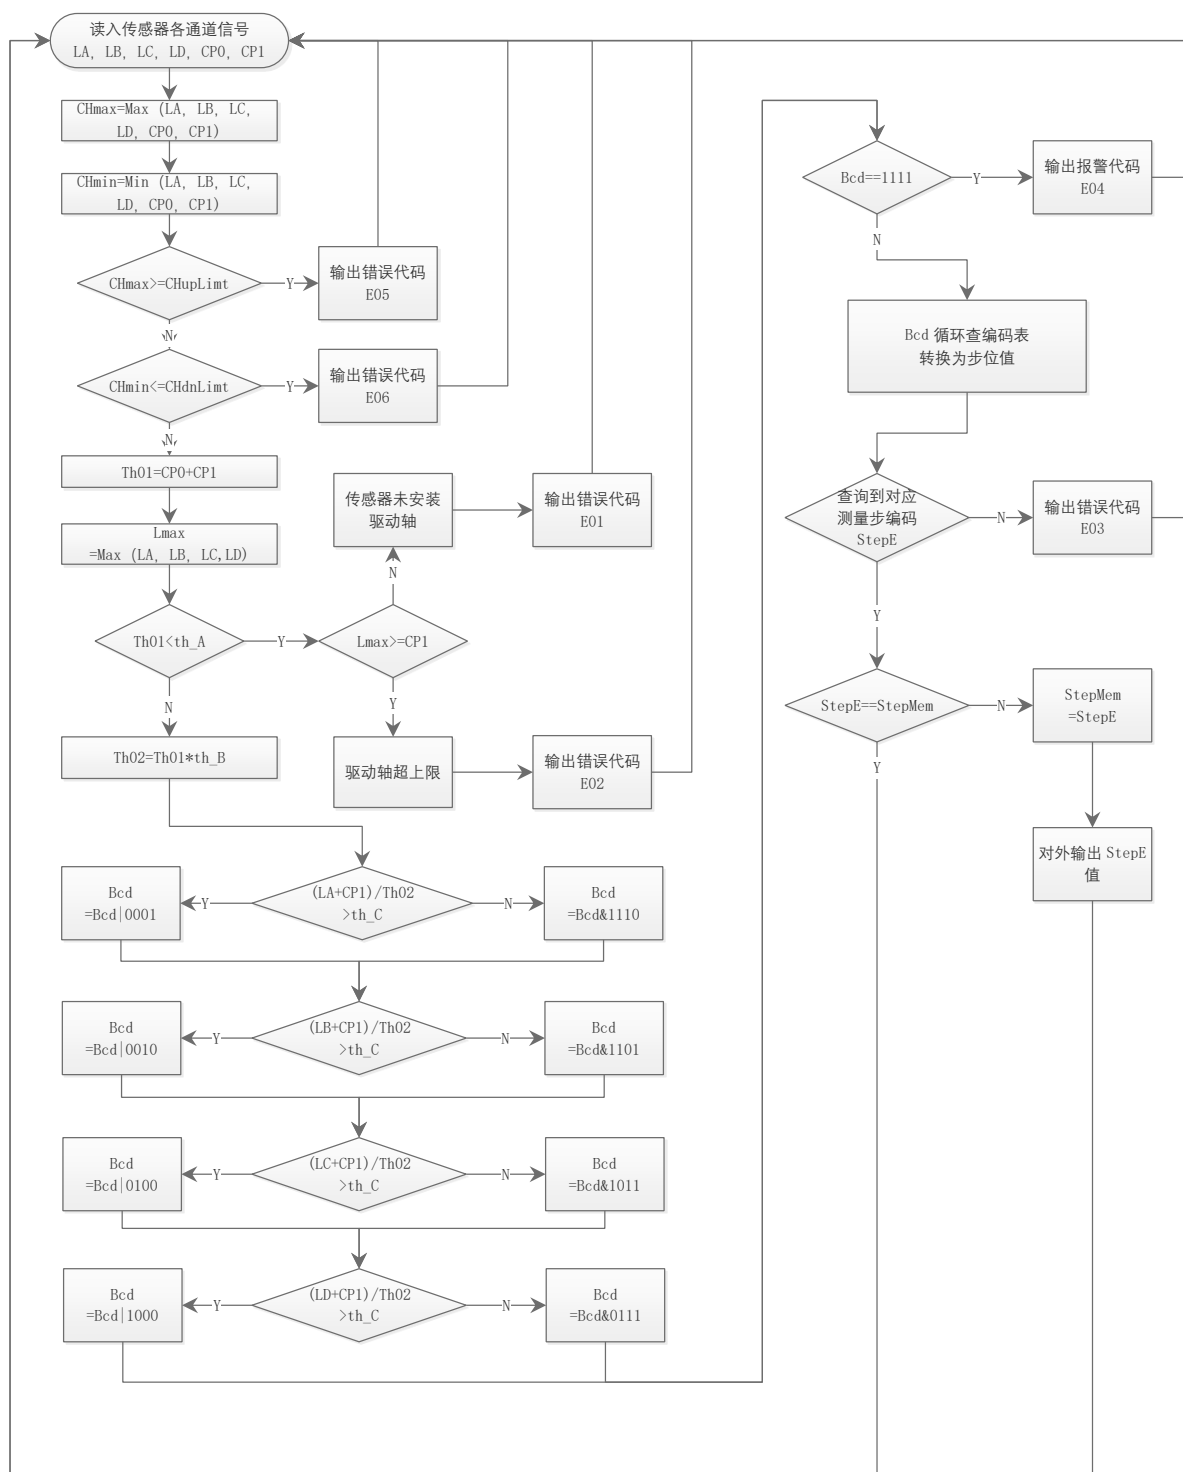 读入传感器各通道信号
LA, LB, LC, LD, CP0, CP1
CHmax=Max (LA, LB, LC,
LD, CP0, CP1)
CHmin=Min (LA, LB, LC,
LD, CP0, CP1)
CHmax>=CHupLimt
Y
输出错误代码
E05
N
CHmin<=CHdnLimt
Y
输出错误代码
E06
N
Th01=CP0+CP1
Lmax
=Max (LA, LB, LC,LD)
Th01<th_A
Y
Lmax>=CP1
N
传感器未安装
驱动轴
输出错误代码
E01
Y
驱动轴超上限
输出错误代码
E02
N
Th02=Th01*th_B
(LA+CP1)/Th02
>th_C
Y
Bcd
=Bcd|0001
N
Bcd
=Bcd&1110
(LB+CP1)/Th02
>th_C
Y
Bcd
=Bcd|0010
N
Bcd
=Bcd&1101
(LC+CP1)/Th02
>th_C
Y
Bcd
=Bcd|0100
N
Bcd
=Bcd&1011
(LD+CP1)/Th02
>th_C
Y
Bcd
=Bcd|1000
N
Bcd
=Bcd&0111
Bcd==1111
Y
输出报警代码
E04
N
Bcd 循环查编码表
转换为步位值
查询到对应
测量步编码
StepE
N
输出错误代码
E03
Y
StepE==StepMem
N
StepMem
=StepE
Y
对外输出 StepE
值